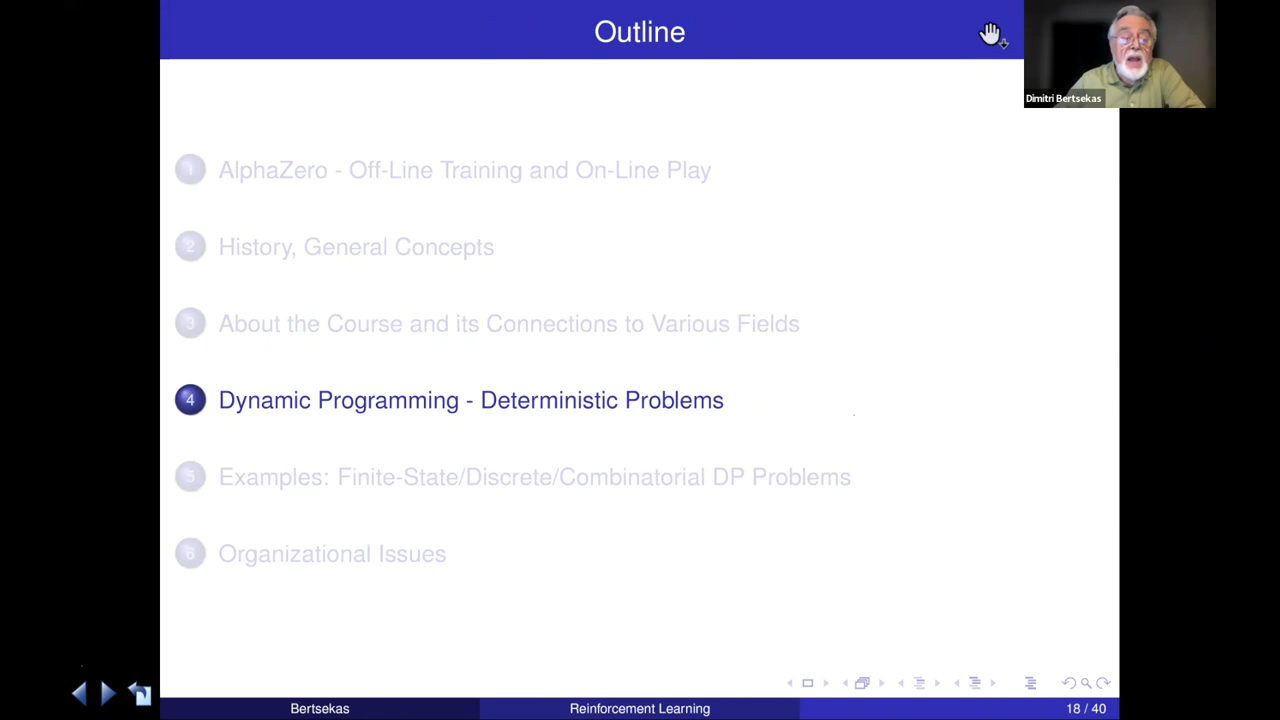 Outline
Dimitri Bertsekas
1 AlphaZero - Off-Line Training and On-Line Play
2 History, General Concepts
3 About the Course and its Connections to Various Fields
4 Dynamic Programming - Deterministic Problems
5 Examples: Finite-State/Discrete/Combinatorial DP Problems
6 Organizational Issues
Bertsekas Reinforcement Learning 18 / 40